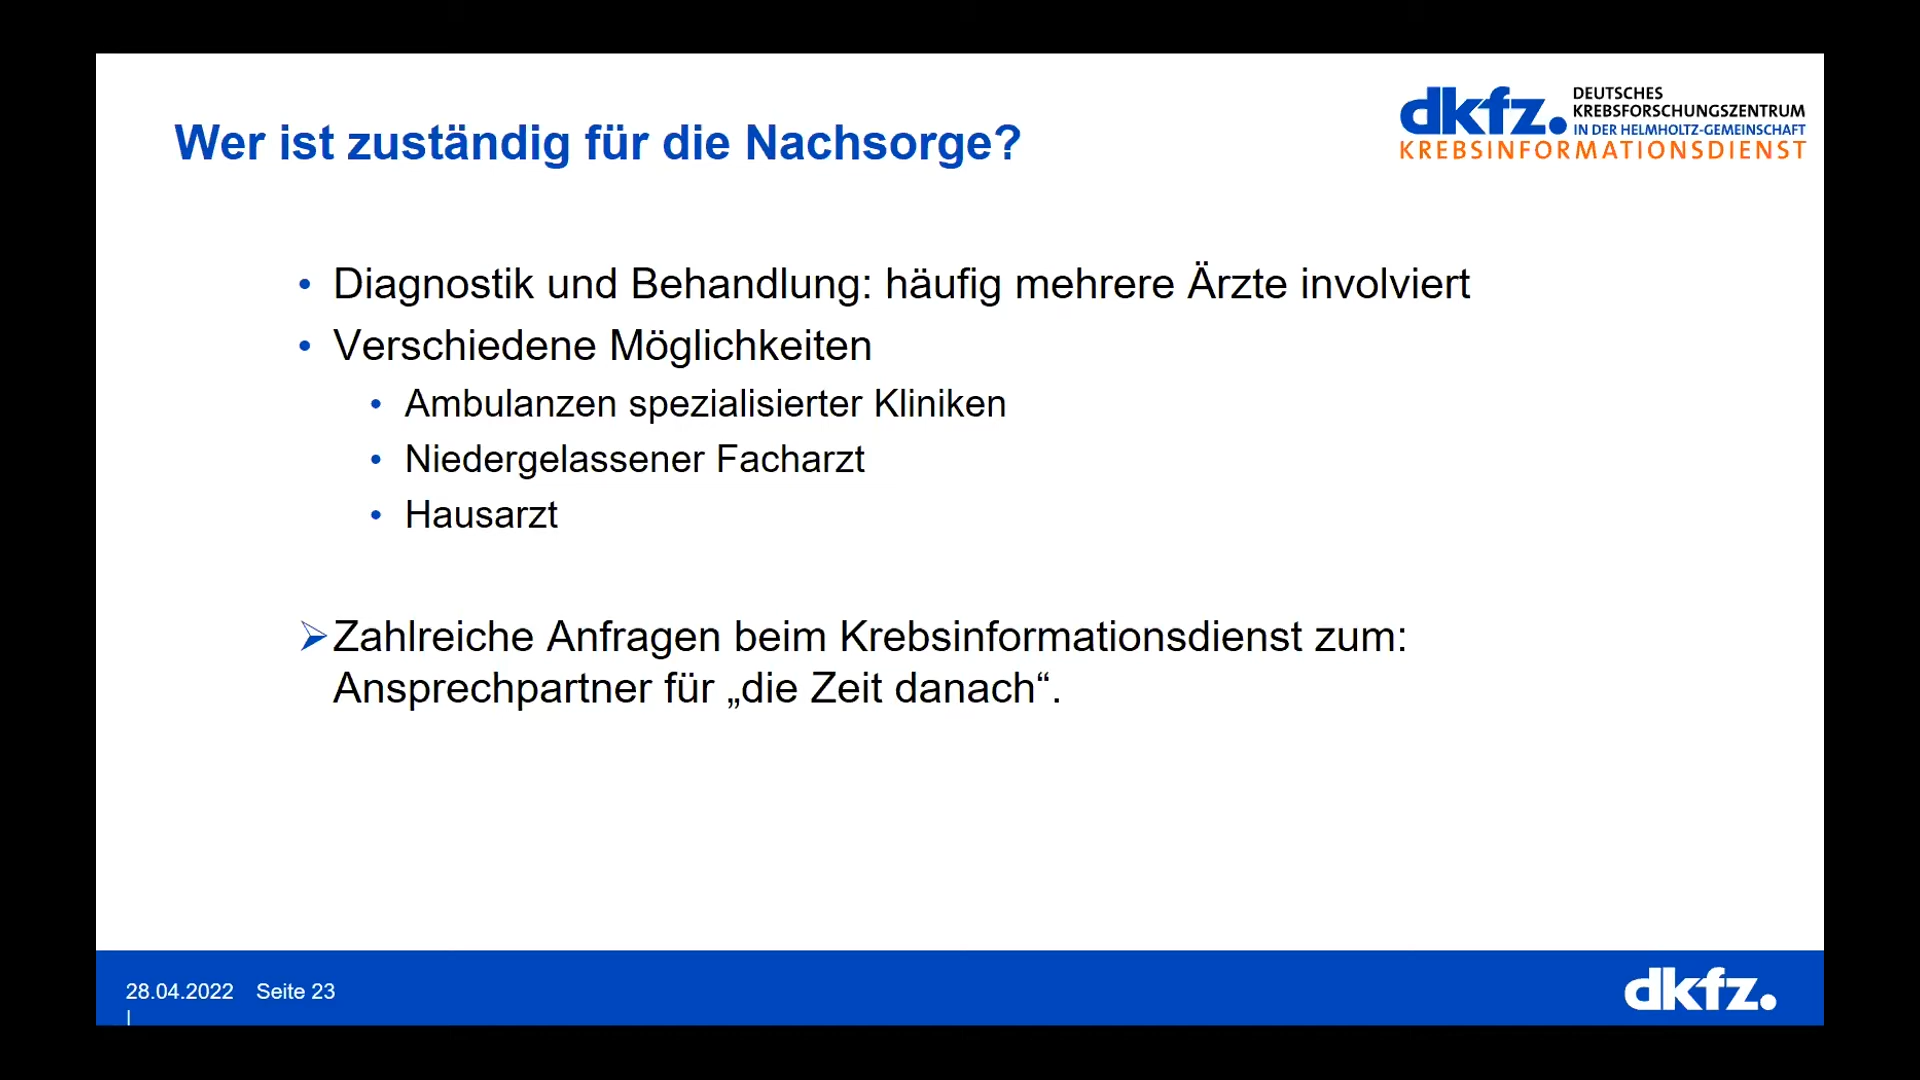 Wer ist zuständig für die Nachsorge?
dkfz.
DEUTSCHES
KREBSFORSCHUNGSZENTRUM
IN DER HELMHOLTZ-GEMEINSCHAFT
KREBSINFORMATIONSDIENST
• Diagnostik und Behandlung: häufig mehrere Ärzte involviert
• Verschiedene Möglichkeiten
• Ambulanzen spezialisierter Kliniken
• Niedergelassener Facharzt
• Hausarzt
➢ Zahlreiche Anfragen beim Krebsinformationsdienst zum:
Ansprechpartner für „die Zeit danach“.
28.04.2022 Seite 23
|
dkfz.